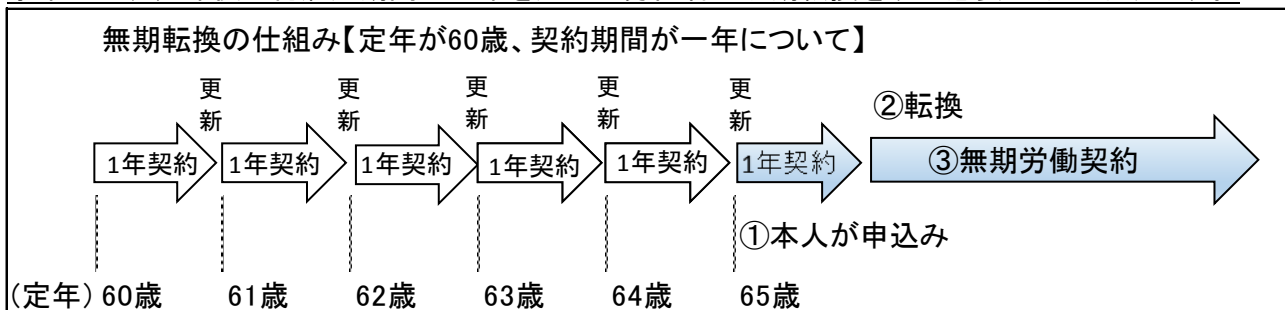 無期転換の仕組み【定年が60歳、契約期間が一年について】
更新 更新 更新 更新 更新
②転換
1年契約 1年契約 1年契約 1年契約 1年契約 1年契約 ③無期労働契約
①本人が申込み
(定年)60歳 61歳 62歳 63歳 64歳 65歳